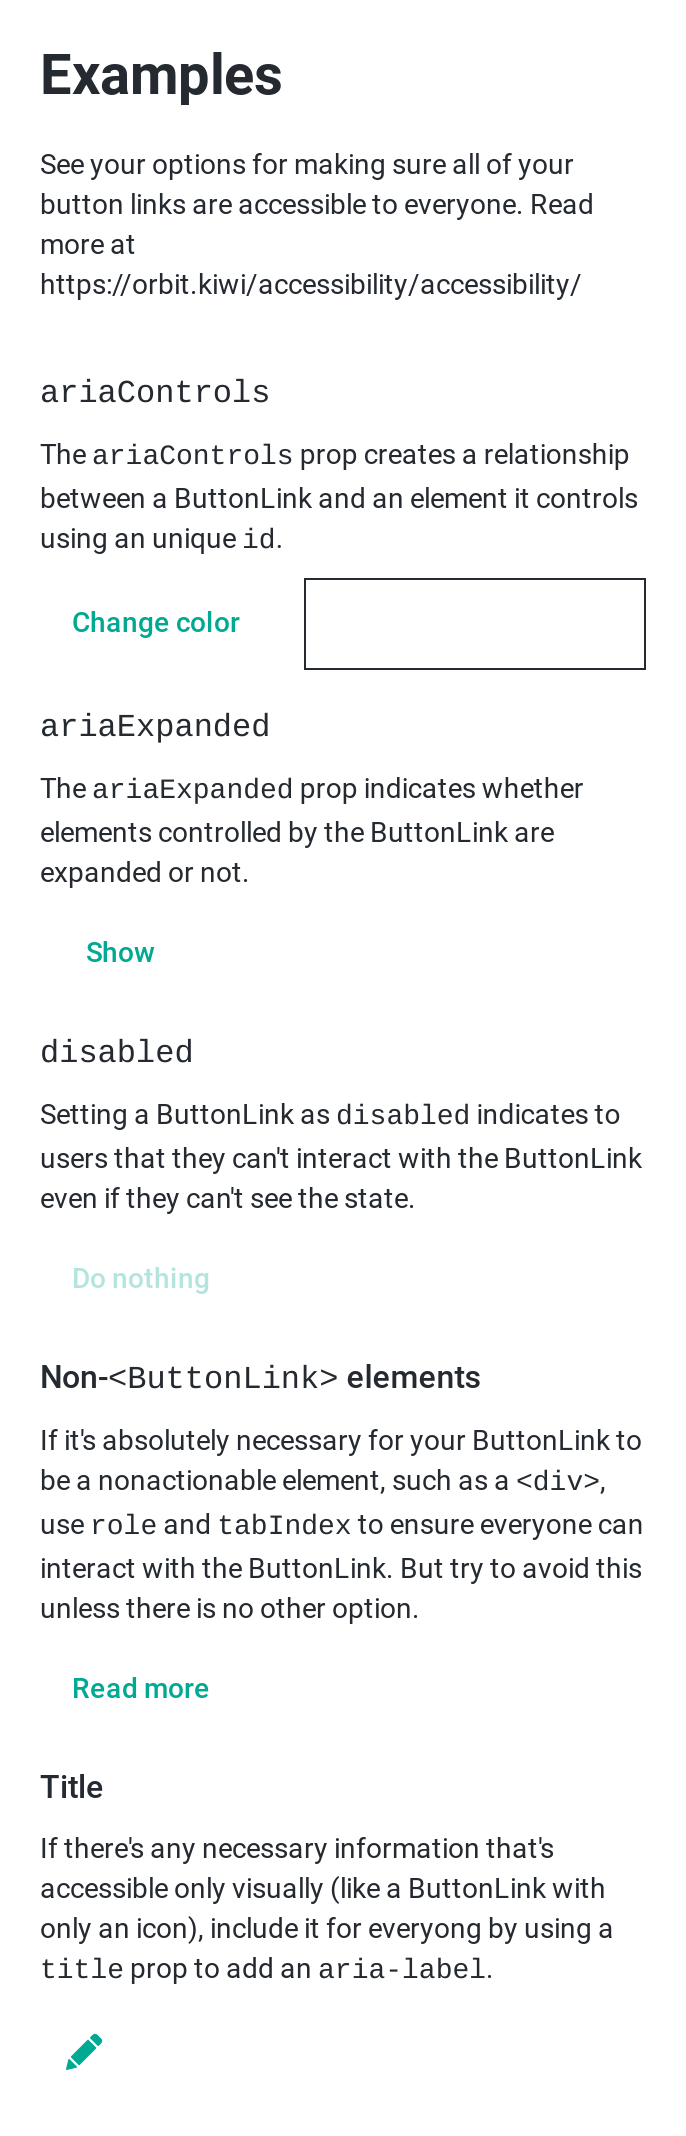 Examples
See your options for making sure all of your
button links are accessible to everyone. Read
more at
https://orbit.kiwi/accessibility/accessibility/
ariaControls
The ariaControls prop creates a relationship
between a ButtonLink and an element it controls
using an unique id.
Change color
ariaExpanded
The ariaExpanded prop indicates whether
elements controlled by the ButtonLink are
expanded or not.
Show
disabled
Setting a ButtonLink as disabled indicates to
users that they can't interact with the ButtonLink
even if they can't see the state.
Do nothing
Non-<ButtonLink> elements
If it's absolutely necessary for your ButtonLink to
be a nonactionable element, such as a <div>,
use role and tabIndex to ensure everyone can
interact with the ButtonLink. But try to avoid this
unless there is no other option.
Read more
Title
If there's any necessary information that's
accessible only visually (like a ButtonLink with
only an icon), include it for everyong by using a
title prop to add an aria-label.